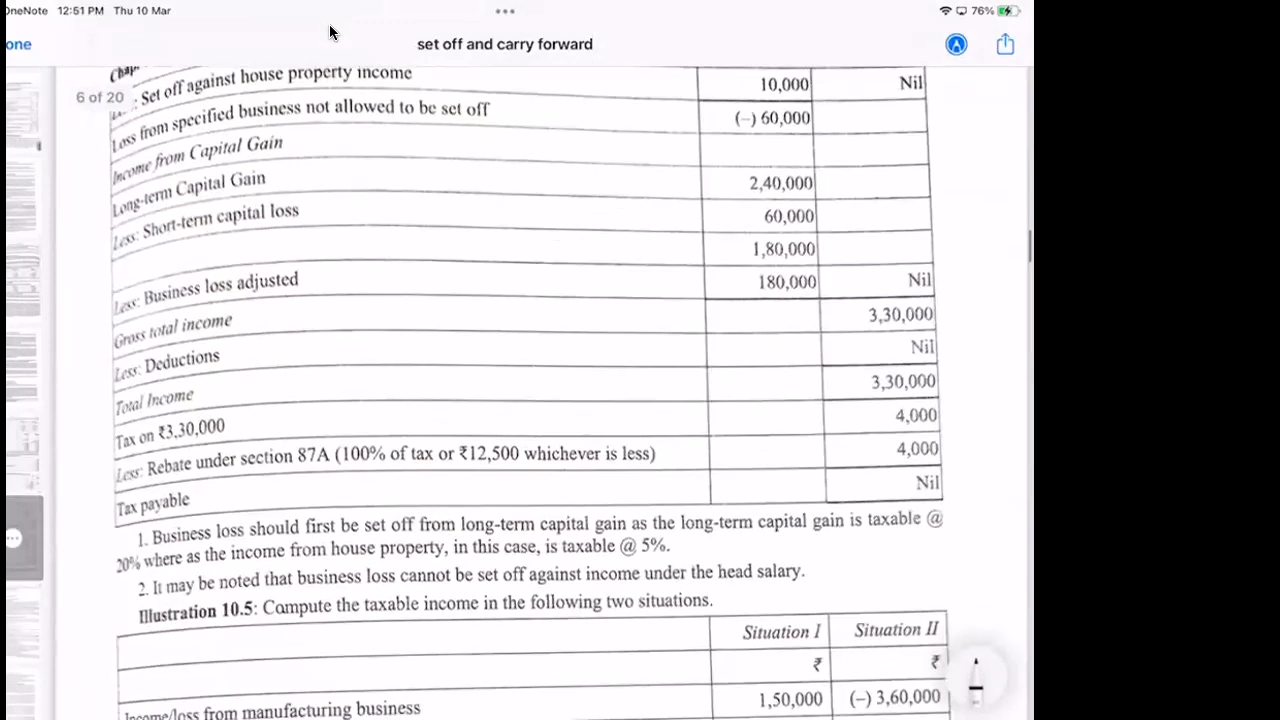 OneNote 12:51 PM Thu 10 Mar 76%
one set off and carry forward
6 of 20
Less: Set off against house property income 10,000 Nil
Loss from specified business not allowed to be set off (–) 60,000
Income from Capital Gain
Long-term Capital Gain 2,40,000
Less: Short-term capital loss 60,000
1,80,000
Less: Business loss adjusted 180,000 Nil
Gross total income 3,30,000
Less: Deductions Nil
Total Income 3,30,000
Tax on ₹3,30,000 4,000
Less: Rebate under section 87A (100% of tax or ₹12,500 whichever is less) 4,000
Tax payable Nil
1. Business loss should first be set off from long-term capital gain as the long-term capital gain is taxable @
20% where as the income from house property, in this case, is taxable @ 5%.
2. It may be noted that business loss cannot be set off against income under the head salary.
Illustration 10.5: Compute the taxable income in the following two situations.
Situation I Situation II
₹ ₹
Income/loss from manufacturing business 1,50,000 (–) 3,60,000